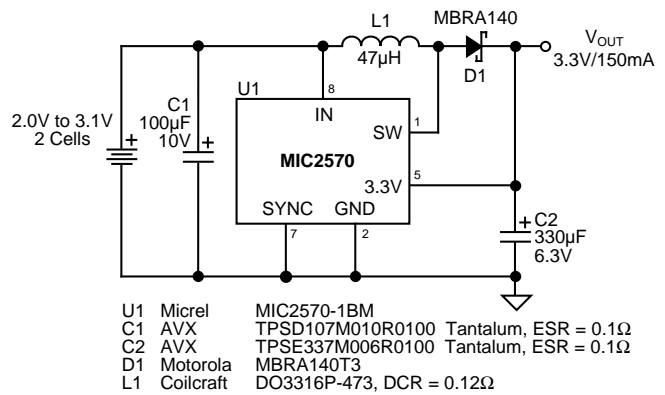 L1
47µH
MBRA140
D1
VOUT
3.3V/150mA
U1
8
IN
C1
100µF
10V
+
2.0V to 3.1V
2 Cells
+
SW
1
MIC2570
3.3V
5
SYNC
GND
7
2
+
C2
330µF
6.3V
U1 Micrel MIC2570-1BM
C1 AVX TPSD107M010R0100 Tantalum, ESR = 0.1Ω
C2 AVX TPSE337M006R0100 Tantalum, ESR = 0.1Ω
D1 Motorola MBRA140T3
L1 Coilcraft DO3316P-473, DCR = 0.12Ω